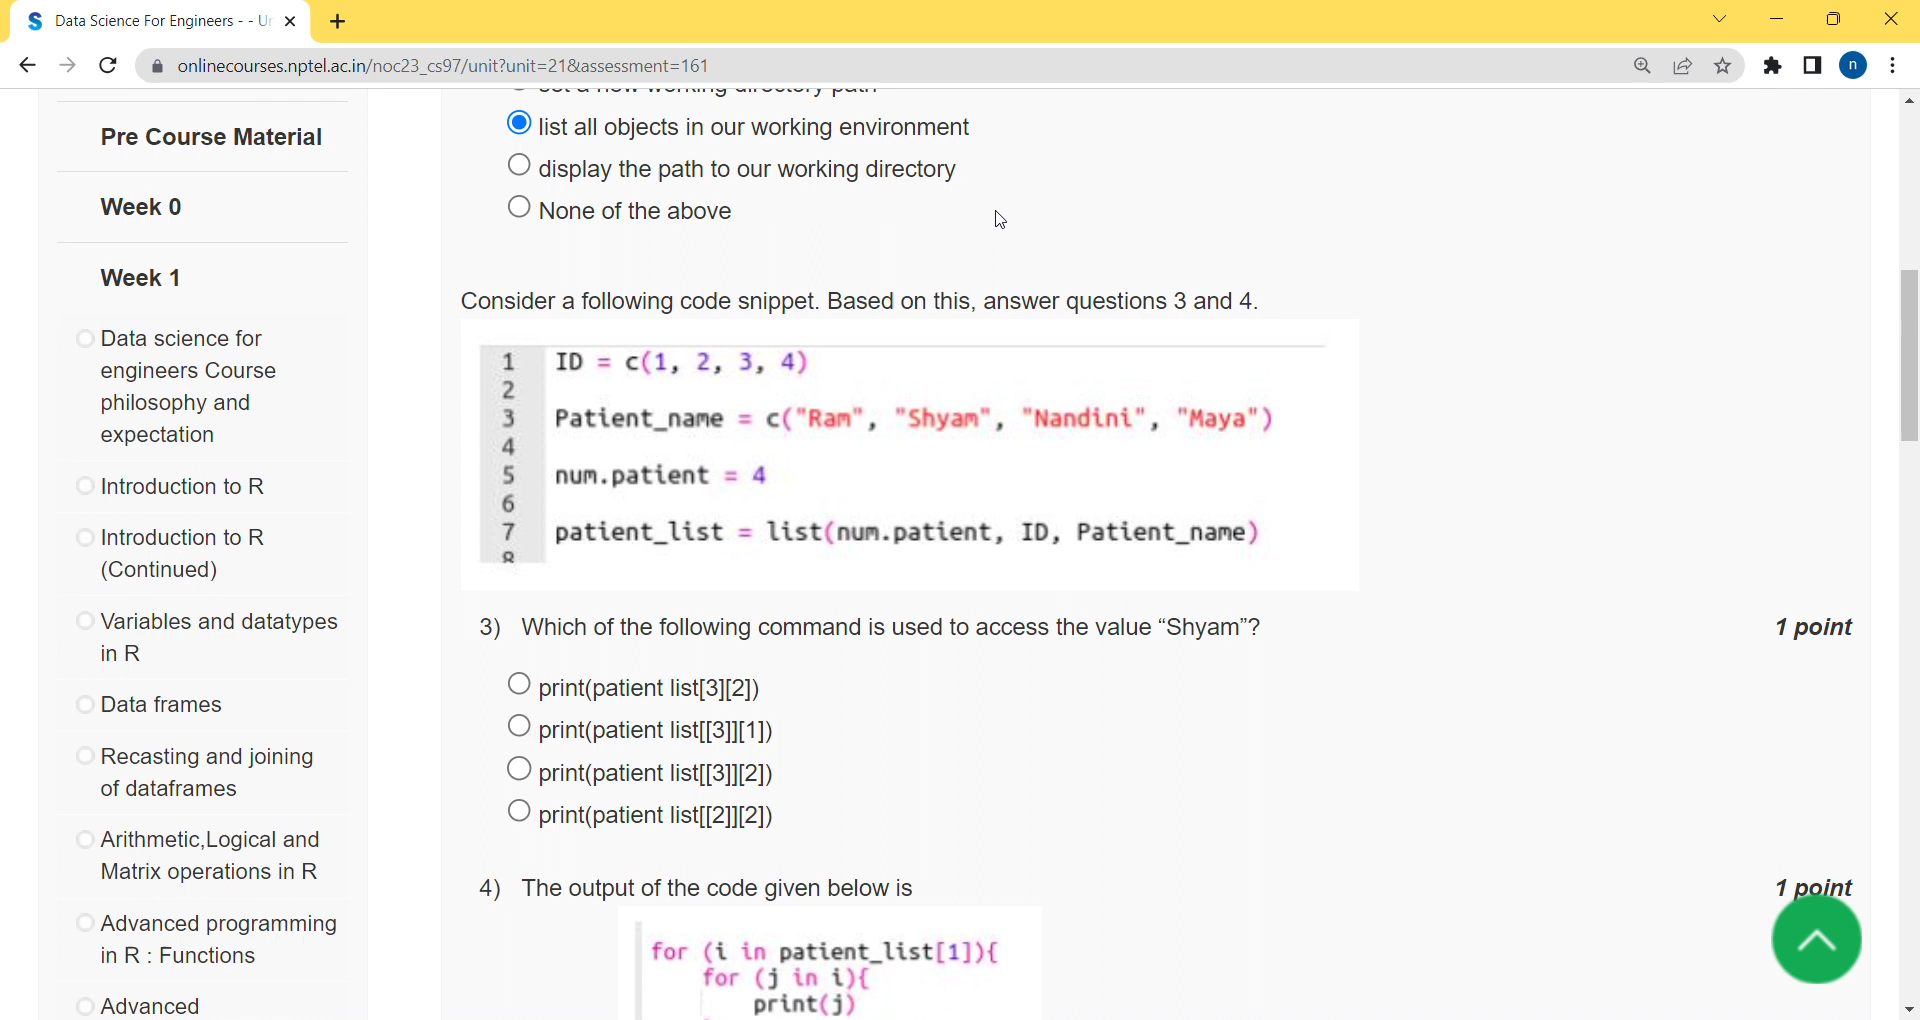 Data Science For Engineers - - Un
onlinecourses.nptel.ac.in/noc23_cs97/unit?unit=21&assessment=161
n
Pre Course Material
Week 0
Week 1
Data science for
engineers Course
philosophy and
expectation
Introduction to R
Introduction to R
(Continued)
Variables and datatypes
in R
Data frames
Recasting and joining
of dataframes
Arithmetic,Logical and
Matrix operations in R
Advanced programming
in R : Functions
Advanced
set a new working directory path
list all objects in our working environment
display the path to our working directory
None of the above
Consider a following code snippet. Based on this, answer questions 3 and 4.
1 ID = c(1, 2, 3, 4)
2
3 Patient_name = c("Ram", "Shyam", "Nandini", "Maya")
4
5 num.patient = 4
6
7 patient_list = list(num.patient, ID, Patient_name)
8
3) Which of the following command is used to access the value “Shyam”? 1 point
print(patient list[3][2])
print(patient list[[3]][1])
print(patient list[[3]][2])
print(patient list[[2]][2])
4) The output of the code given below is 1 point
for (i in patient_list[1]){
for (j in i){
print(j)